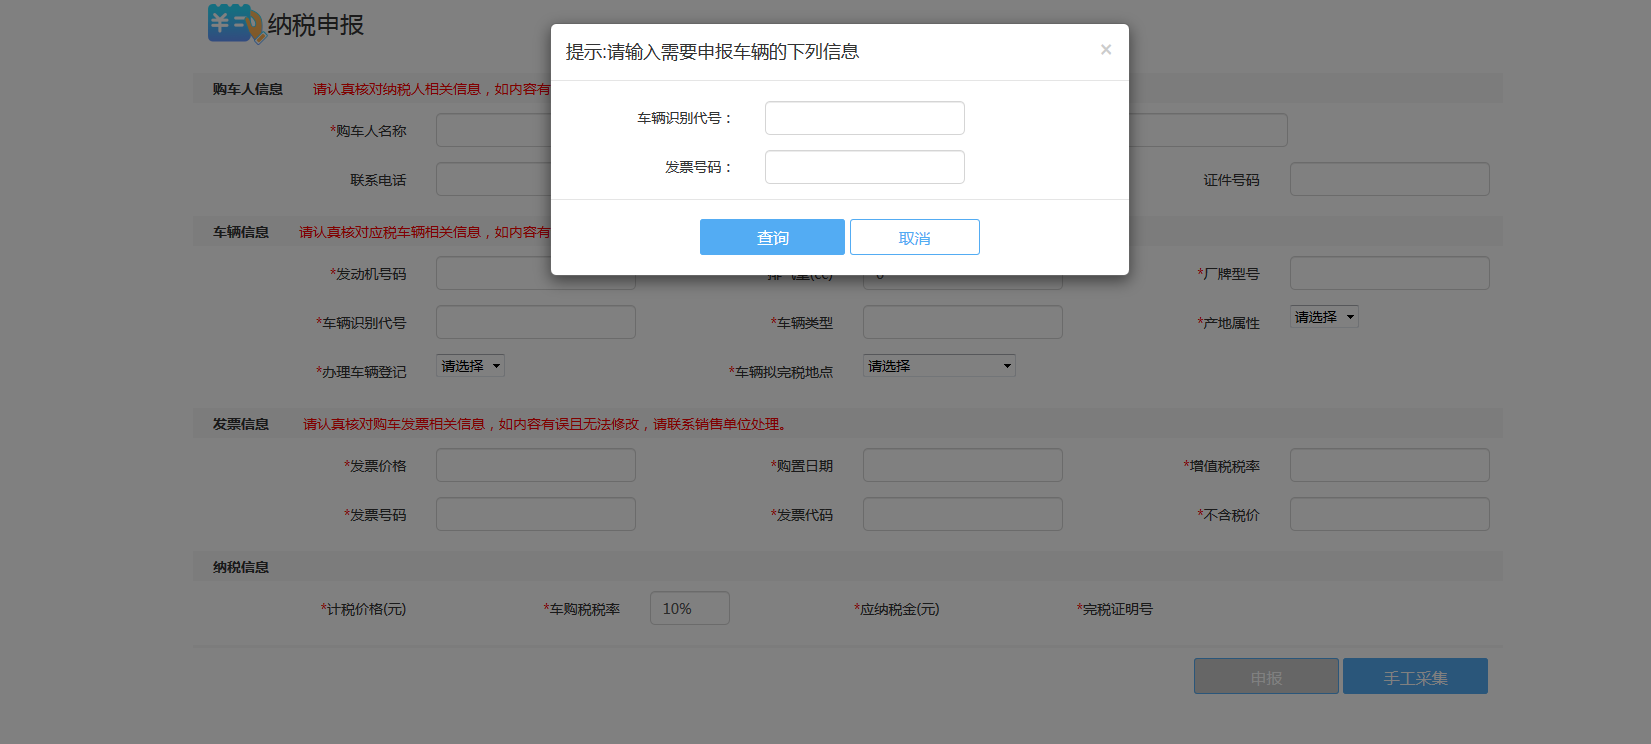 纳税申报
提示:请输入需要申报车辆的下列信息
×
购车人信息 请认真核对纳税人相关信息，如内容有
车辆识别代号：
*购车人名称
发票号码：
联系电话
证件号码
车辆信息 请认真核对应税车辆相关信息，如内容有
查询 取消
*发动机号码 排气量(cc) 0 *厂牌型号
*车辆识别代号 *车辆类型 *产地属性 请选择
*办理车辆登记 请选择 *车辆拟完税地点 请选择
发票信息 请认真核对购车发票相关信息，如内容有误且无法修改，请联系销售单位处理。
*发票价格 *购置日期 *增值税税率
*发票号码 *发票代码 *不含税价
纳税信息
*计税价格(元) *车购税税率 10% *应纳税金(元) *完税证明号
申报 手工采集